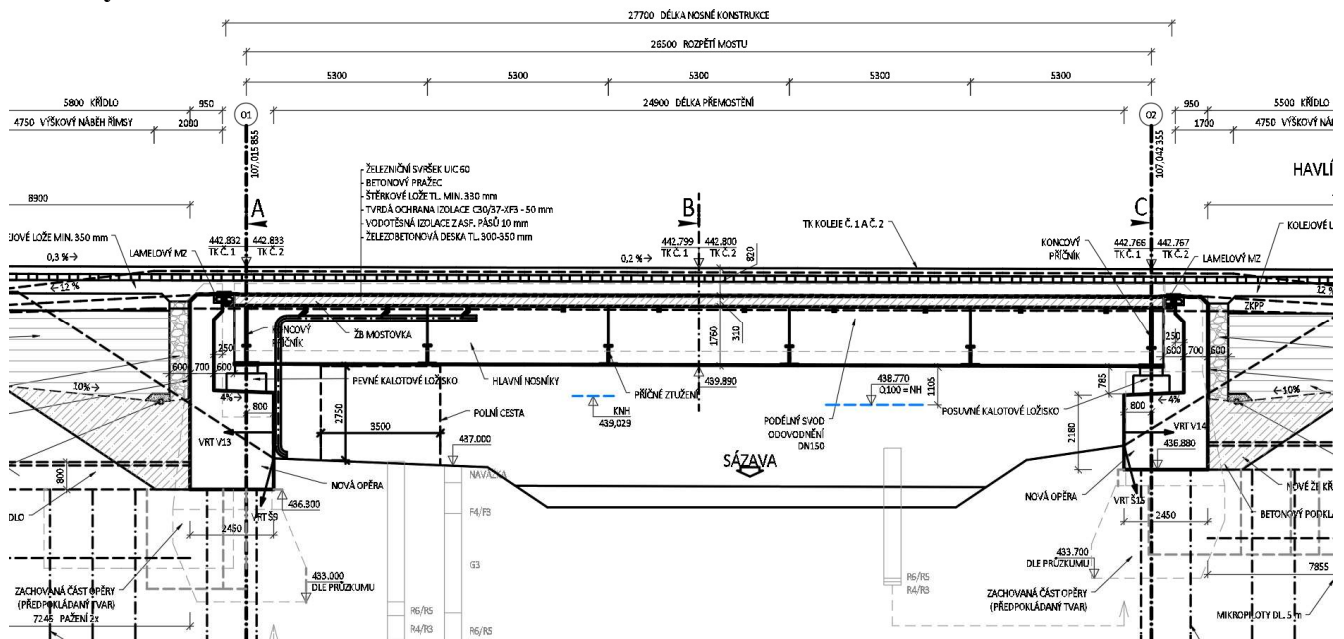 27700 DÉLKA NOSNÉ KONSTRUKCE
26500 ROZPĚTÍ MOSTU
5300 5300 5300 5300 5300
5800 KŘÍDLO 950 24900 DÉLKA PŘEMOSTĚNÍ 950 5500 KŘÍDLO
4750 VÝŠKOVÝ NÁBĚH ŘÍMSY 2000 O1 O2 1700
107,015 855
107,042 355
ŽELEZNIČNÍ SVRŠEK UIC 60
BETONOVÝ PRAŽEC
ŠTĚRKOVÉ LOŽE TL. MIN. 330 mm
TVRDÁ OCHRANA IZOLACE C30/37-XF3 - 50 mm
VODOTĚSNÁ IZOLACE Z ASF. PÁSŮ 10 mm
ŽELEZOBETONOVÁ DESKA TL. 300-350 mm
8900 A B C
TK KOLEJE Č. 1 A Č. 2
LOŽE MIN. 350 mm
LAMELOVÝ MZ
442.832 442.833
TK Č. 1 TK Č. 2
442.799 442.800
TK Č. 1 TK Č. 2
820
KONCOVÝ
PŘÍČNÍK
442.766 442.767
TK Č. 1 TK Č. 2
LAMELOVÝ MZ
0,3 %→
0,2 %→
←12 %
ZKPP
KONCOVÝ
PŘÍČNÍK
ŽB MOSTOVKA
1760 310
250
600 700 600
PEVNÉ KALOTOVÉ LOŽISKO
HLAVNÍ NOSNÍKY
PŘÍČNÉ ZTUŽENÍ
439.890
438.770
Q100 = NH
1105
785
250
600 700 600
10%→
4%→
800
POLNÍ CESTA
2750
3500
KNH
439,029
PODÉLNÝ SVOD
ODOVODNĚNÍ
DN150
POSUVNÉ KALOTOVÉ LOŽISKO
←4%
←10%
800
VRT V13
437.000
SÁZAVA
2180
VRT V14
436.880
800
NOVÁ OPĚRA
NAVÁŽKA
NOVÁ OPĚRA
436.300
VRT Š9
2450
F4/F3
VRT Š15
2450
BETONOVÝ
433.000
DLE PRŮZKUMU
G3
433.700
DLE PRŮZKUMU
7855
ZACHOVANÁ ČÁST OPĚRY
(PŘEDPOKLÁDANÝ TVAR)
R6/R5
R4/R3
R6/R5
R6/R5
R4/R3
ZACHOVANÁ ČÁST OPĚRY
(PŘEDPOKLÁDANÝ TVAR)
MIKROPILOTY DL. 5 m
7245 PAŽENÍ 2x